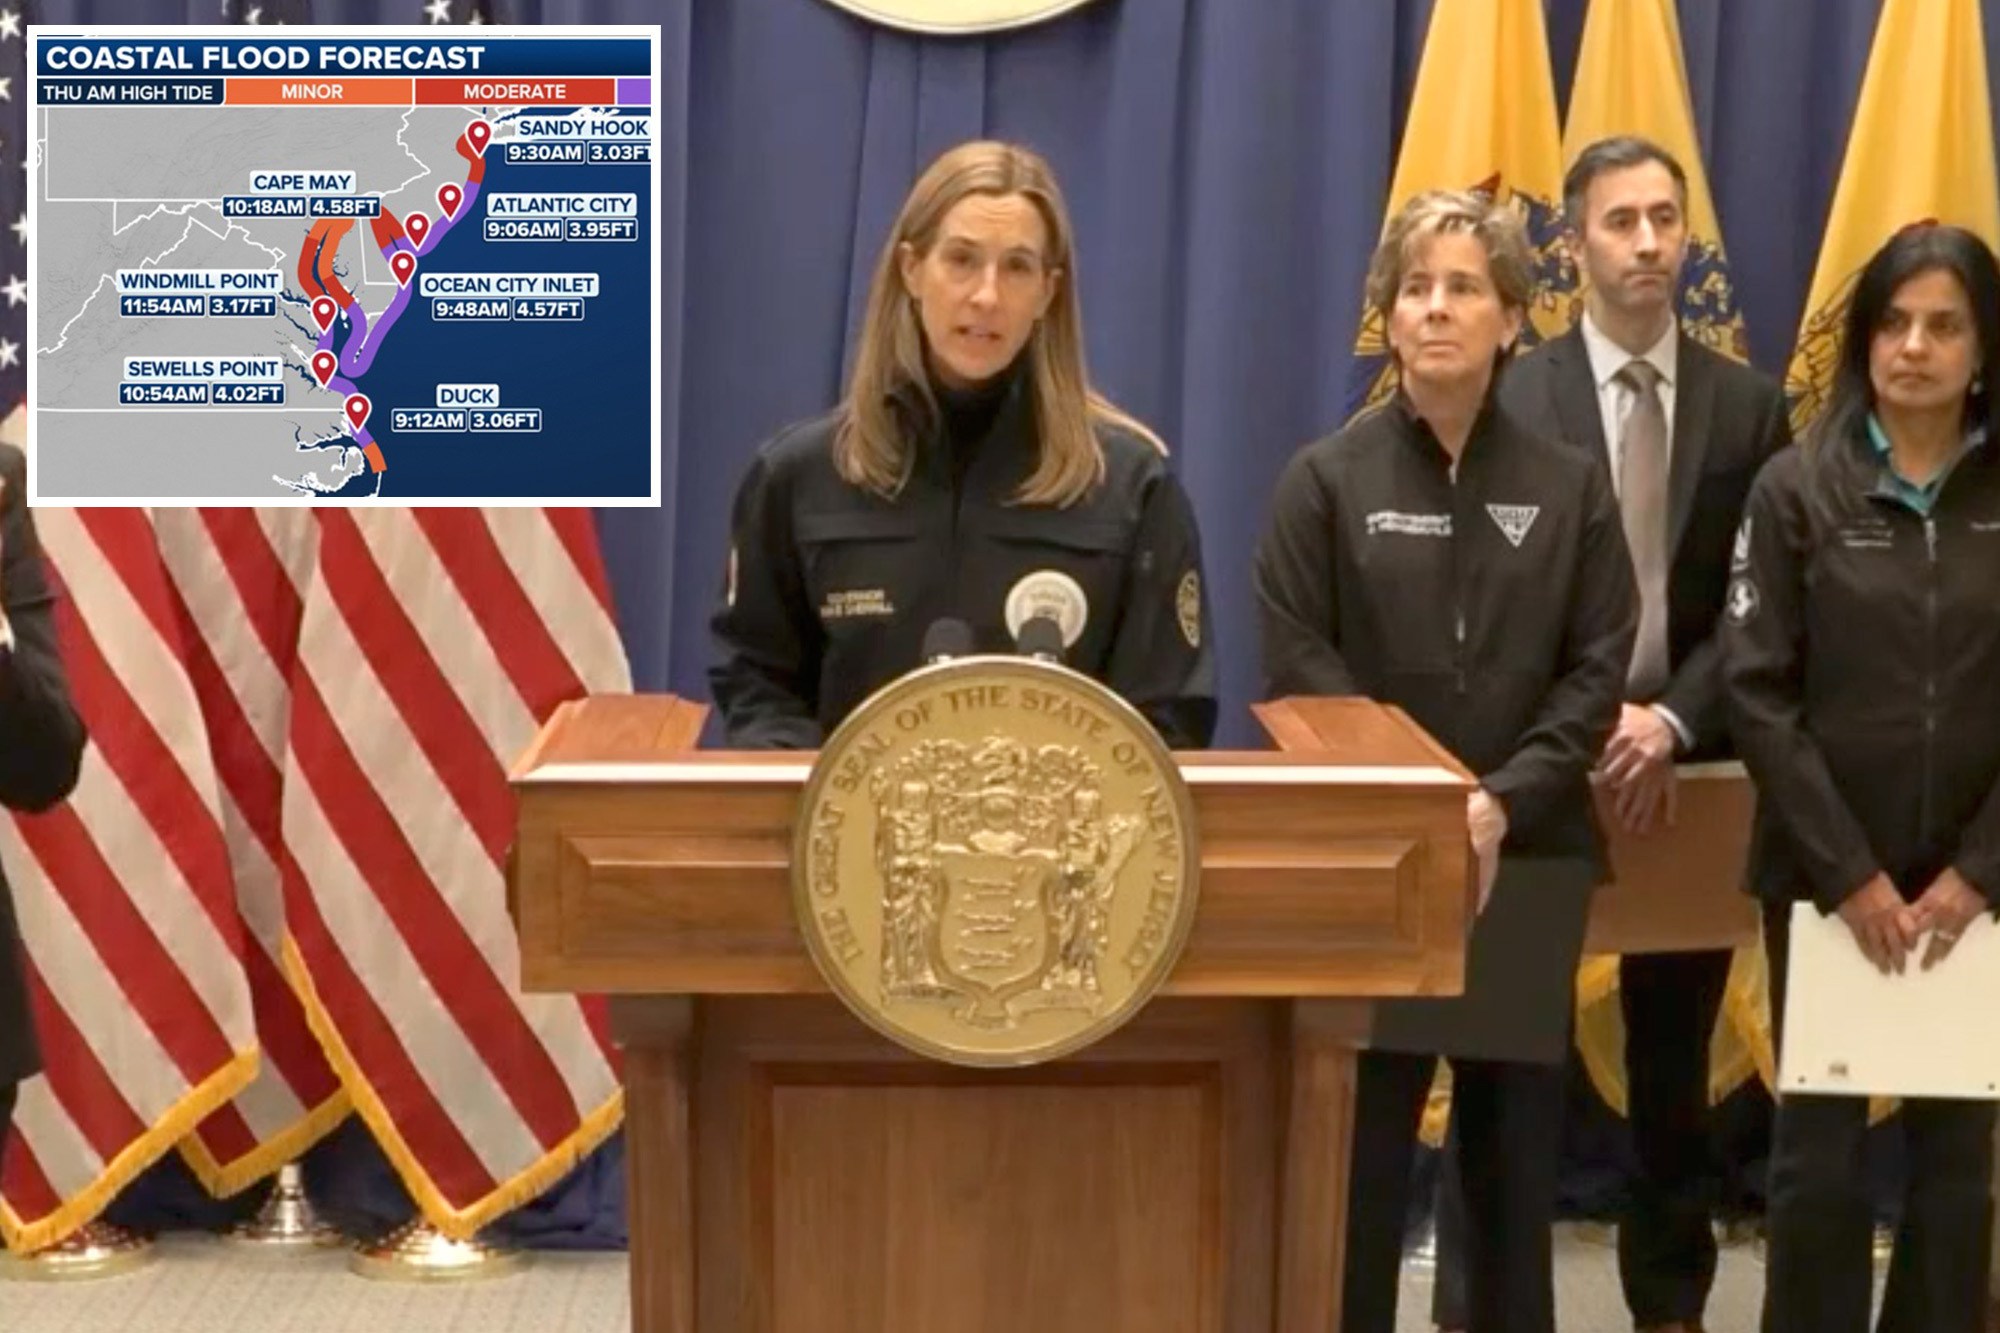 COASTAL FLOOD FORECAST
THU AM HIGH TIDE MINOR MODERATE
SANDY HOOK
9:30AM 3.03FT
CAPE MAY
10:18AM 4.58FT
ATLANTIC CITY
9:06AM 3.95FT
WINDMILL POINT
11:54AM 3.17FT
OCEAN CITY INLET
9:48AM 4.57FT
SEWELLS POINT
10:54AM 4.02FT
DUCK
9:12AM 3.06FT
GOVERNOR
SHERRILL
THE GREAT SEAL OF THE STATE OF NEW JERSEY